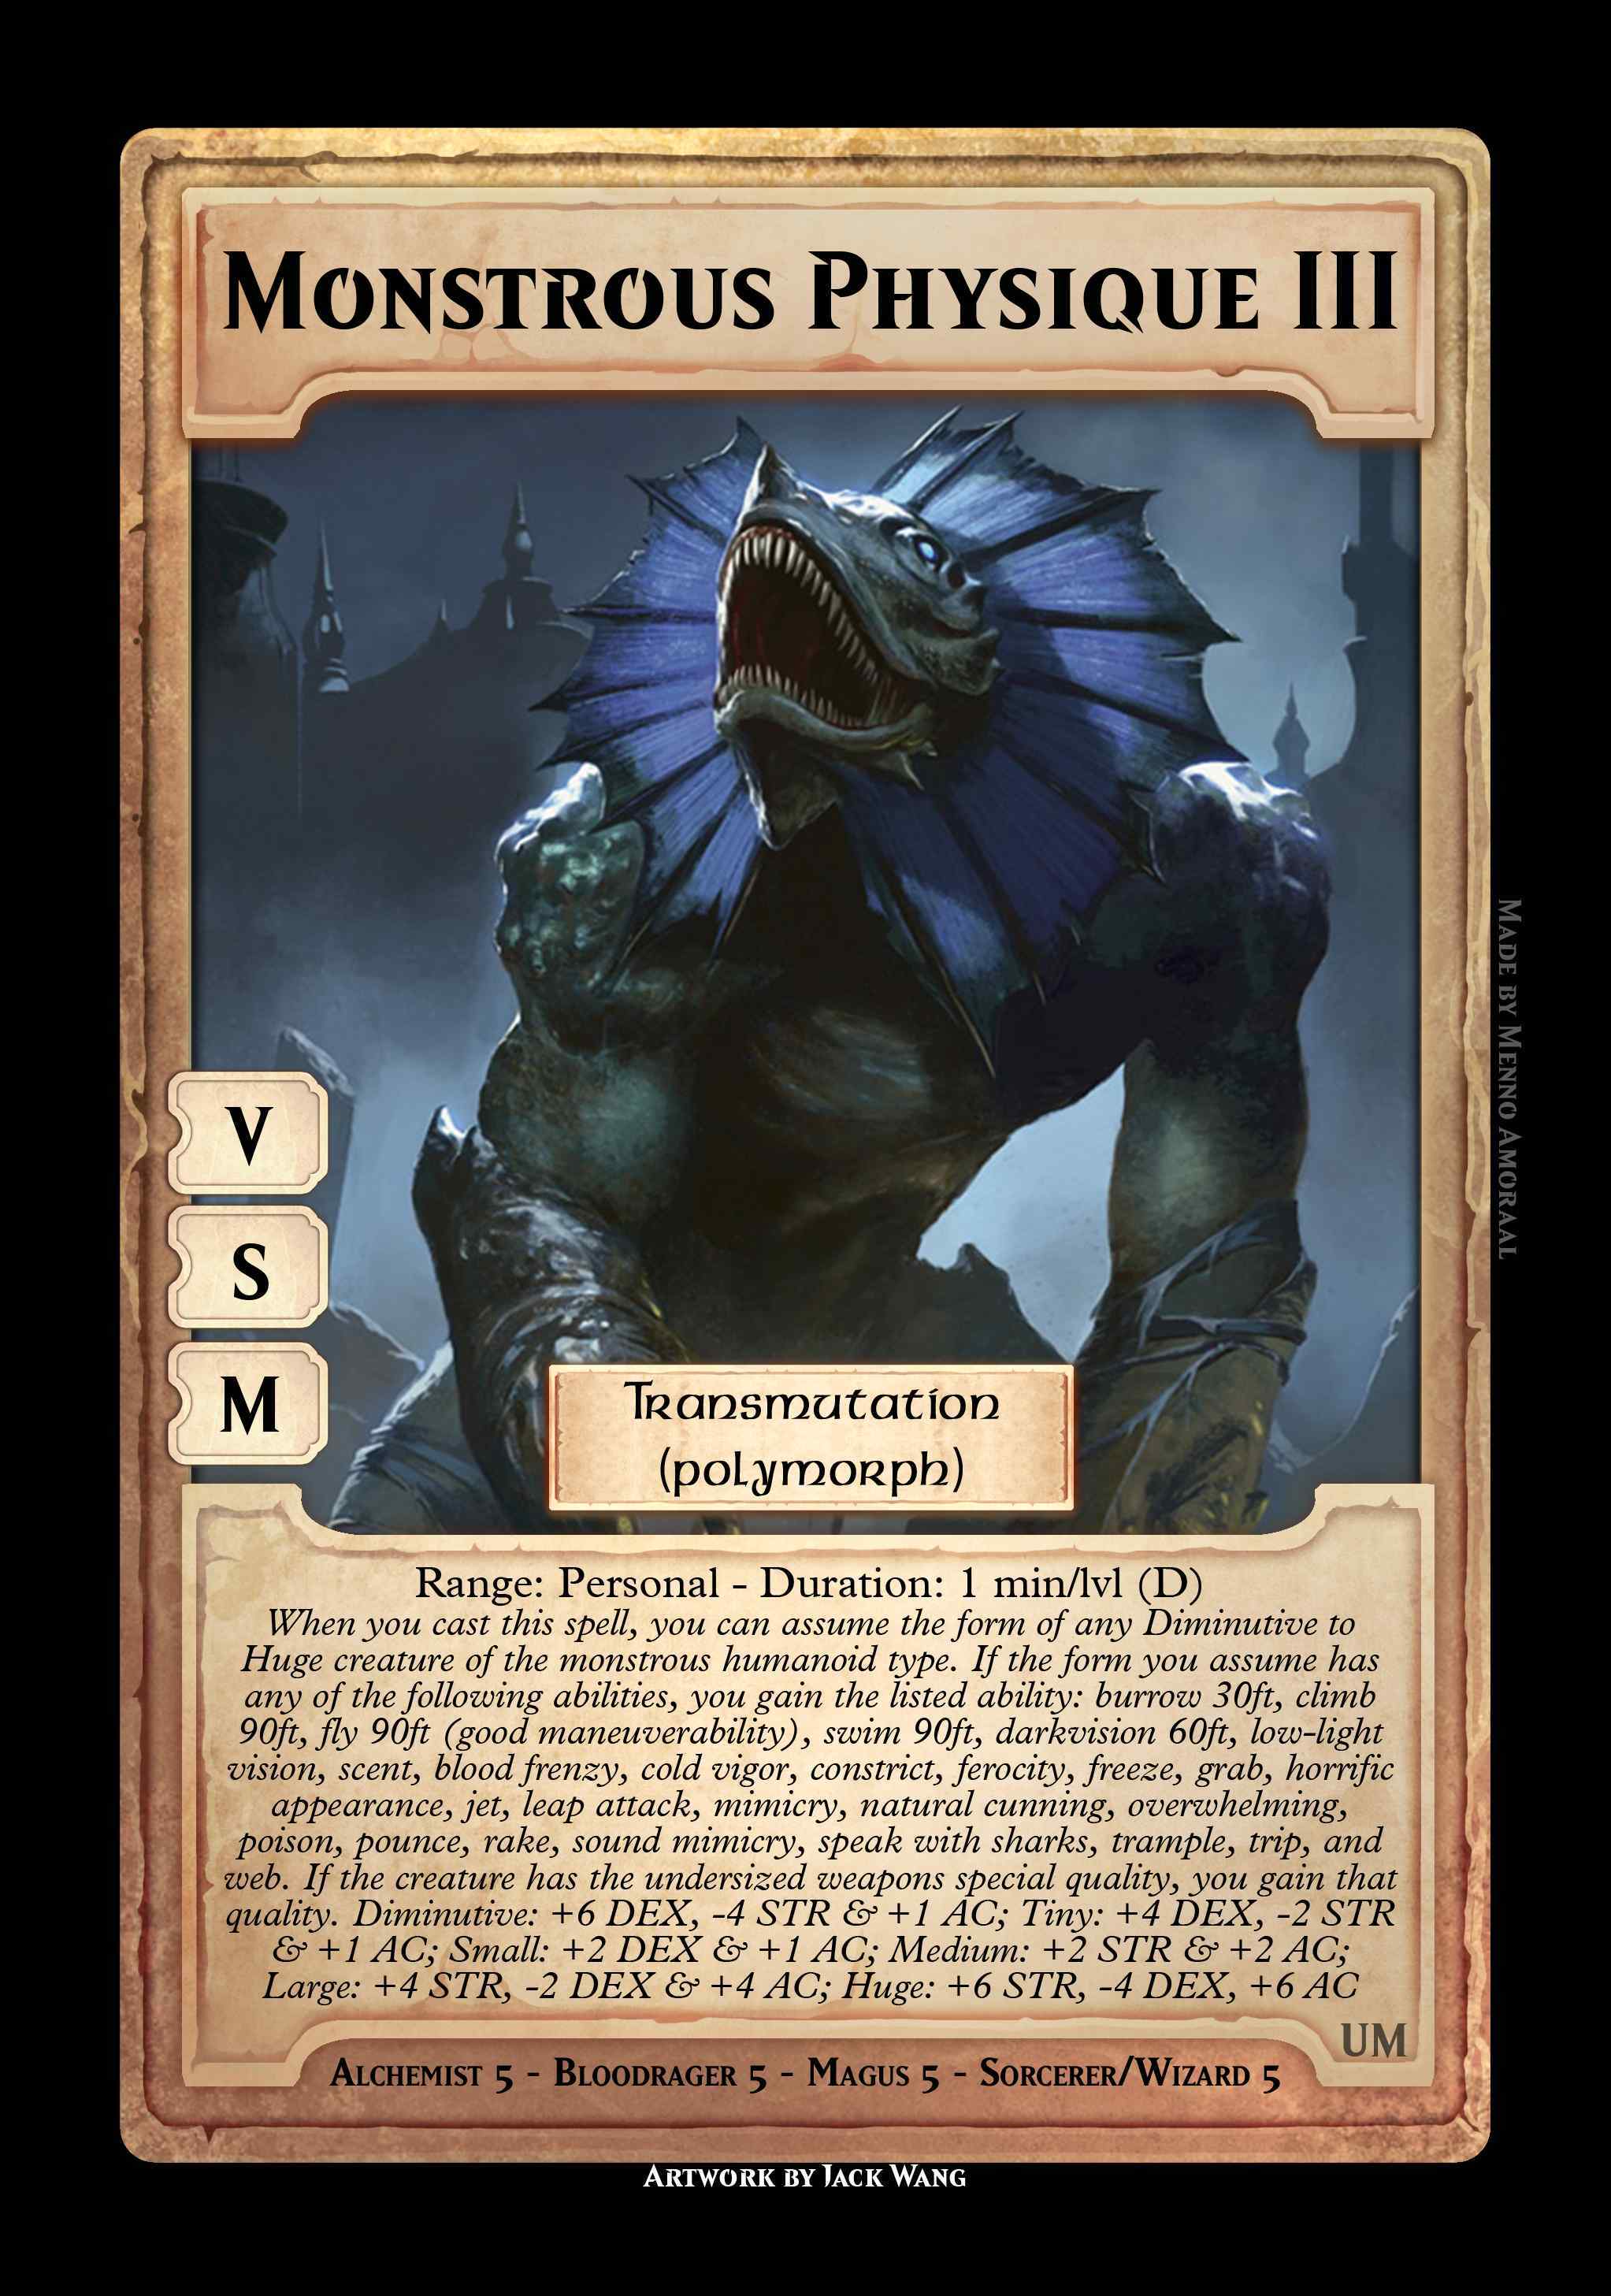 Monstrous Physique III
V
S
M
Transmutation
(polymorph)
Range: Personal - Duration: 1 min/lvl (D)
When you cast this spell, you can assume the form of any Diminutive to
Huge creature of the monstrous humanoid type. If the form you assume has
any of the following abilities, you gain the listed ability: burrow 30ft, climb
90ft, fly 90ft (good maneuverability), swim 90ft, darkvision 60ft, low-light
vision, scent, blood frenzy, cold vigor, constrict, ferocity, freeze, grab, horrific
appearance, jet, leap attack, mimicry, natural cunning, overwhelming,
poison, pounce, rake, sound mimicry, speak with sharks, trample, trip, and
web. If the creature has the undersized weapons special quality, you gain that
quality. Diminutive: +6 DEX, -4 STR & +1 AC; Tiny: +4 DEX, -2 STR
& +1 AC; Small: +2 DEX & +1 AC; Medium: +2 STR & +2 AC;
Large: +4 STR, -2 DEX & +4 AC; Huge: +6 STR, -4 DEX, +6 AC
UM
Alchemist 5 - Bloodrager 5 - Magus 5 - Sorcerer/Wizard 5
Artwork by Jack Wang
Made by Menno Amoraal